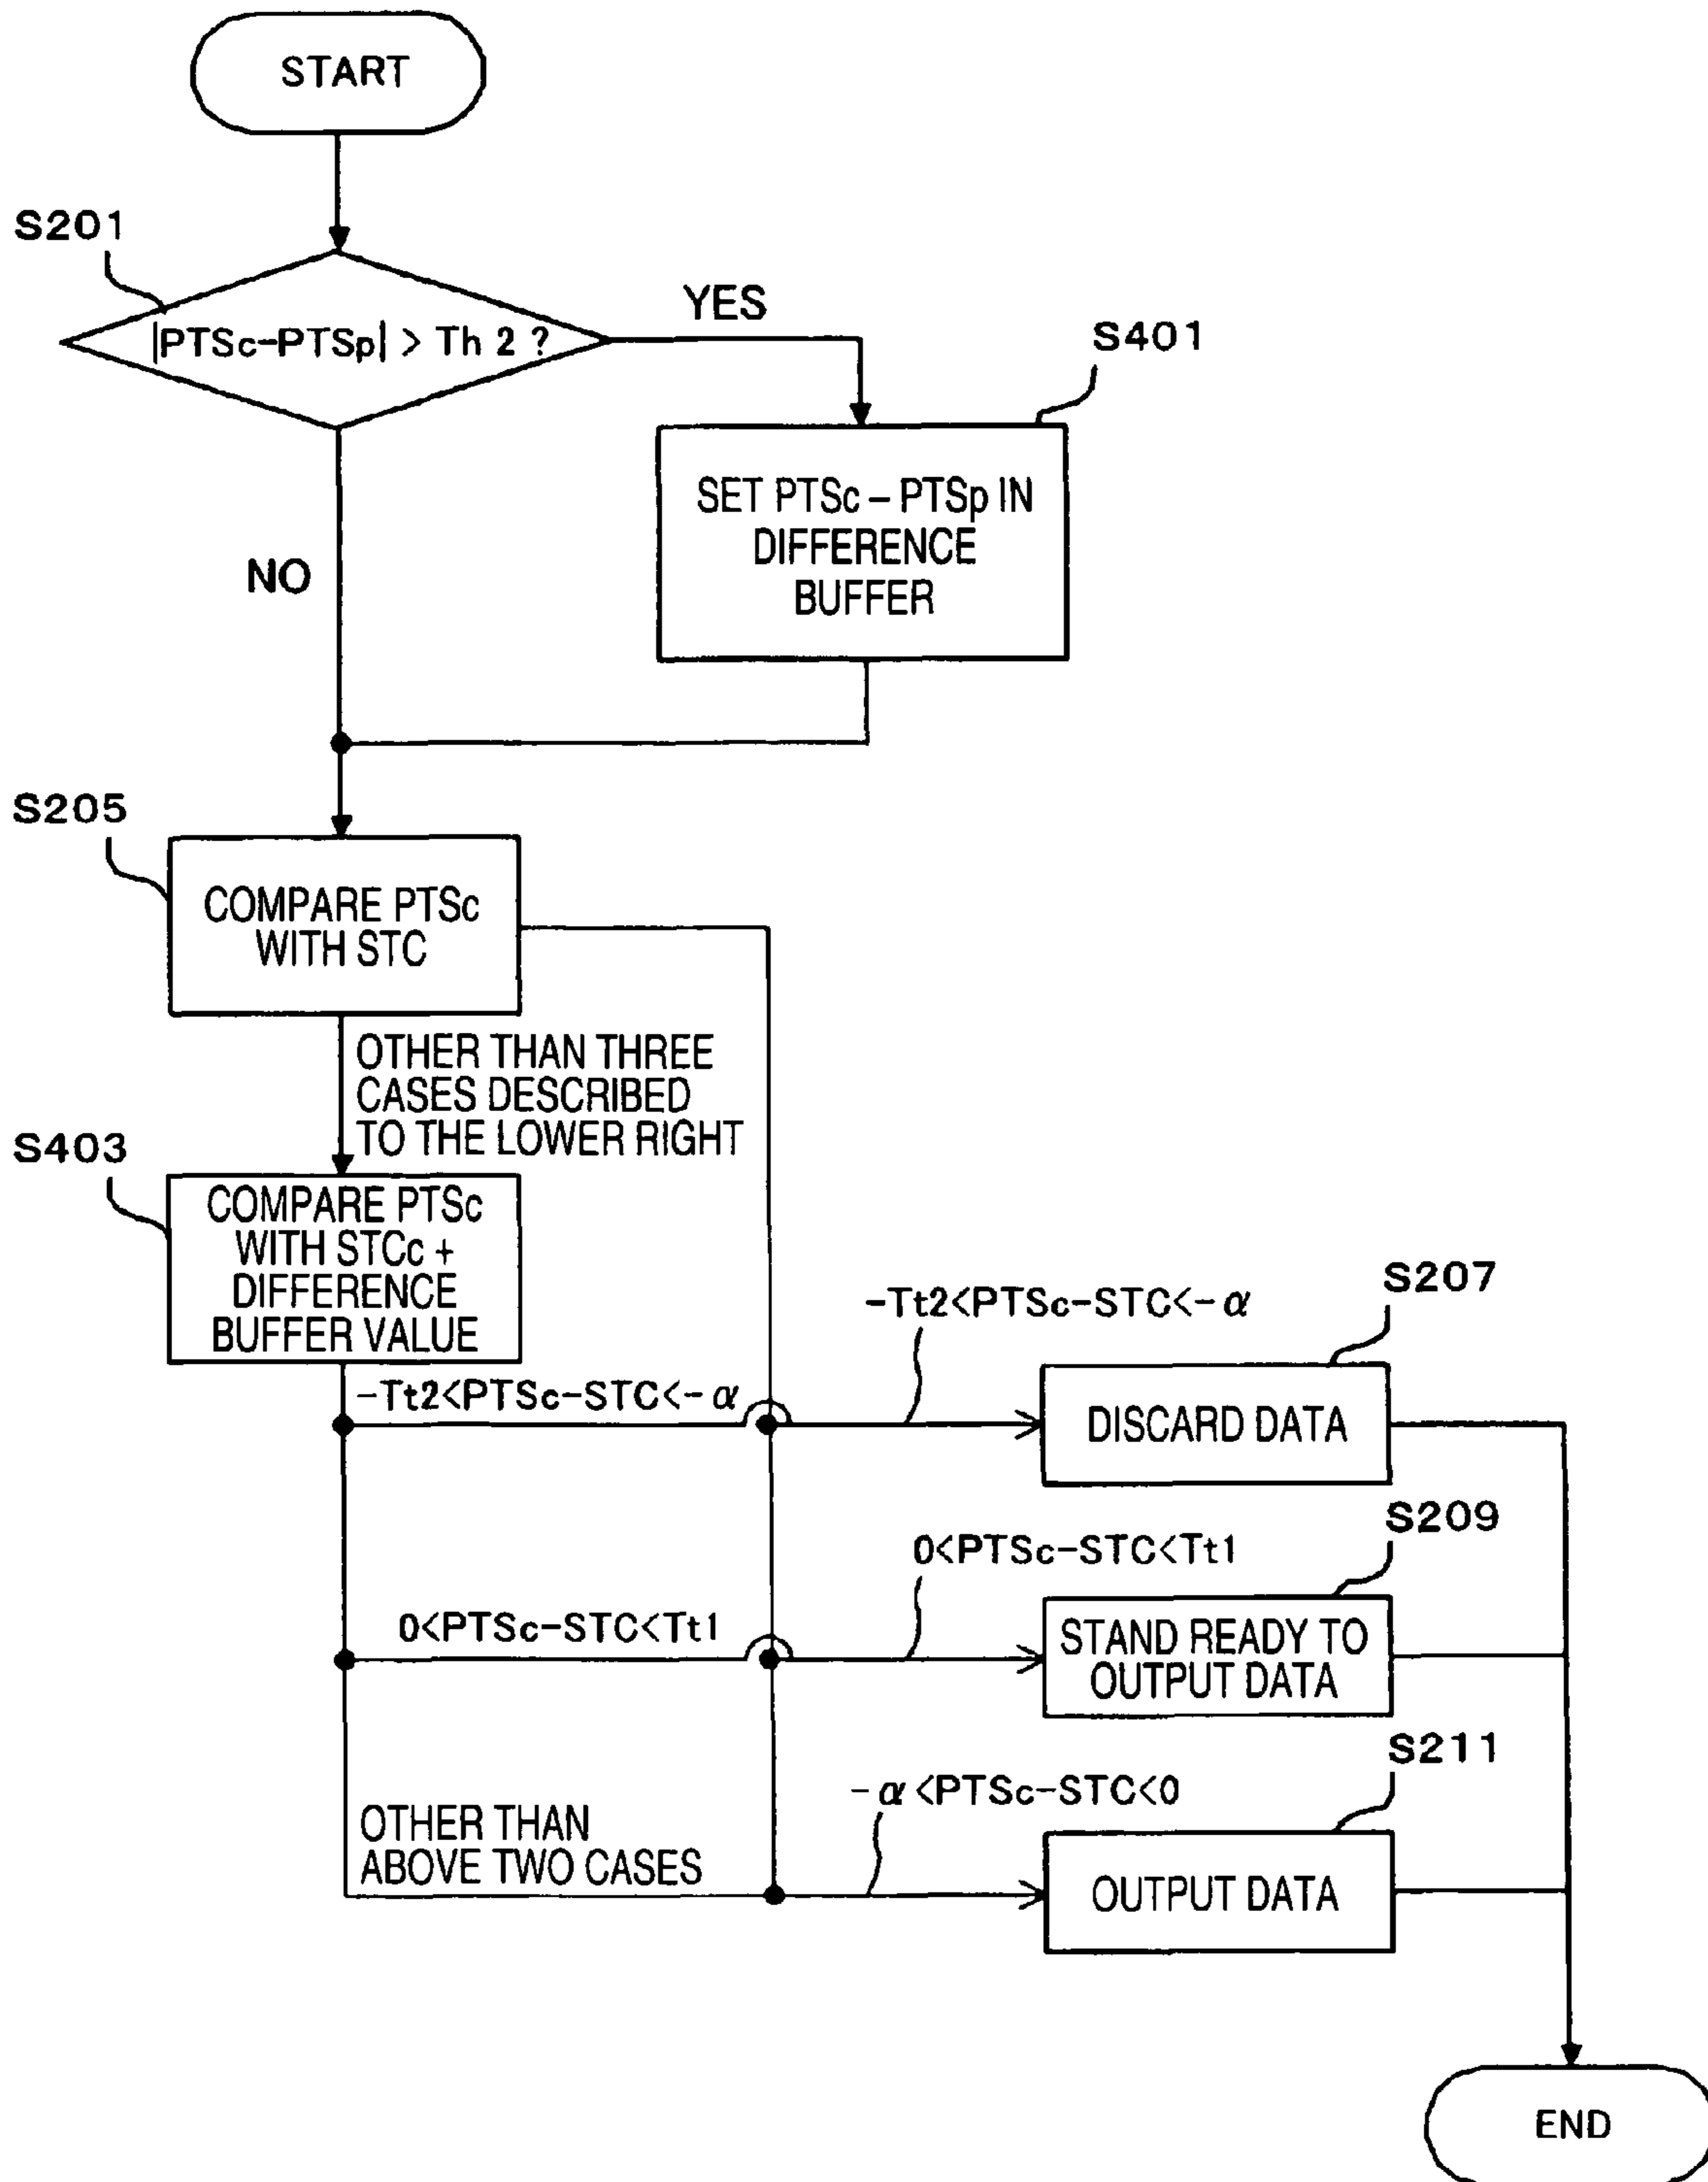 START
S201
|PTSc-PTSp| > Th 2 ?
YES
S401
SET PTSc – PTSp IN
DIFFERENCE
BUFFER
NO
S205
COMPARE PTSc
WITH STC
OTHER THAN THREE
CASES DESCRIBED
TO THE LOWER RIGHT
S403
COMPARE PTSc
WITH STCc +
DIFFERENCE
BUFFER VALUE
-Tt2<PTSc-STC<-α
-Tt2<PTSc-STC<-α
S207
DISCARD DATA
0<PTSc-STC<Tt1
0<PTSc-STC<Tt1
S209
STAND READY TO
OUTPUT DATA
OTHER THAN
ABOVE TWO CASES
-α<PTSc-STC<0
S211
OUTPUT DATA
END